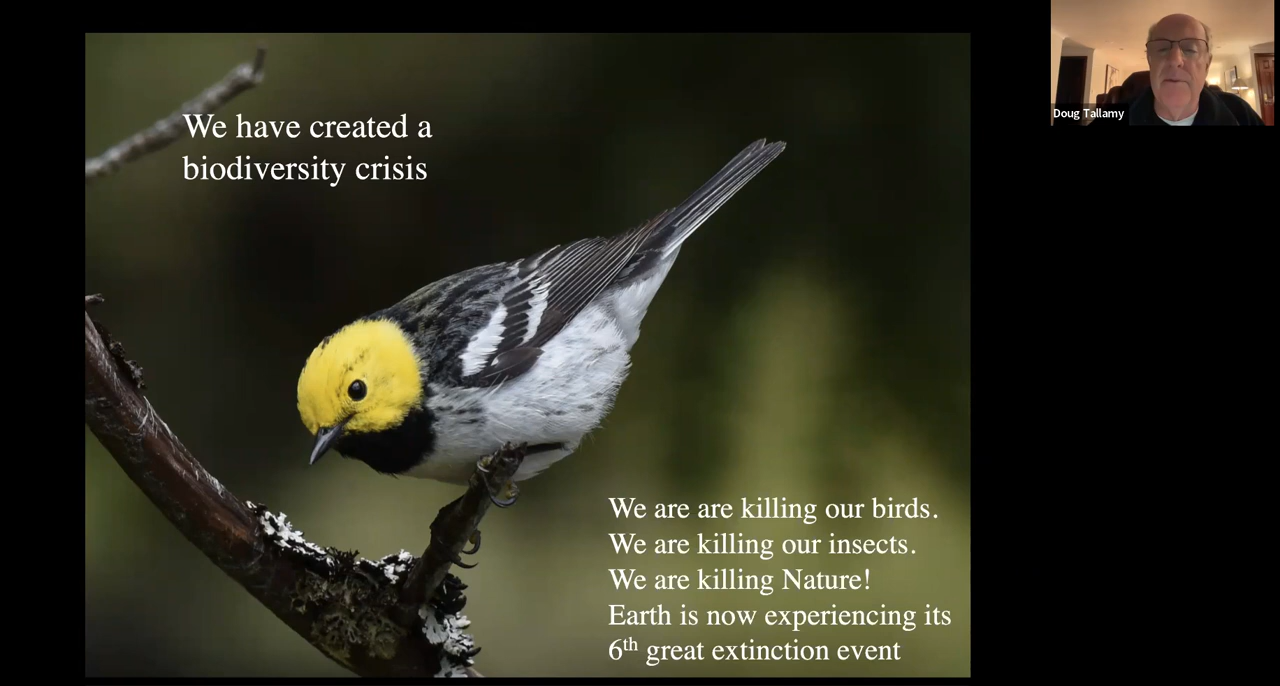 We have created a
biodiversity crisis
We are are killing our birds.
We are killing our insects.
We are killing Nature!
Earth is now experiencing its
6th great extinction event
Doug Tallamy